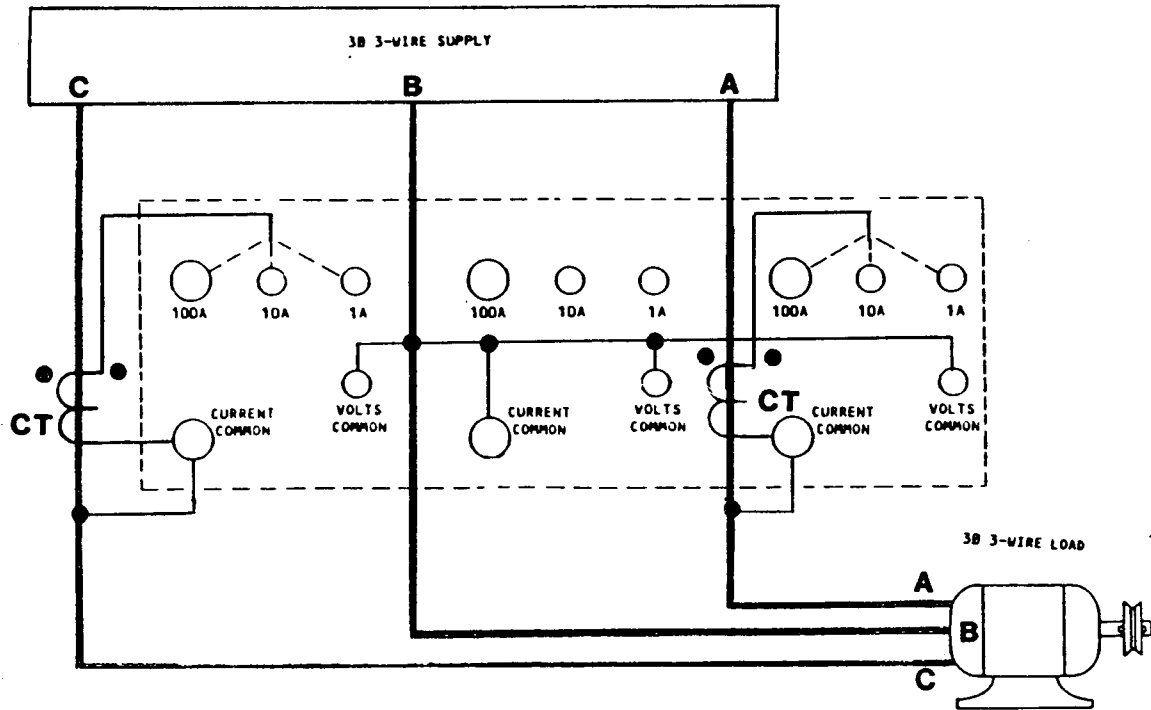 3Ø 3-WIRE SUPPLY
C B A
100A 10A 1A 100A 10A 1A 100A 10A 1A
CT
CURRENT
COMMON
VOLTS
COMMON
CURRENT
COMMON
VOLTS
COMMON
CT
CURRENT
COMMON
VOLTS
COMMON
3Ø 3-WIRE LOAD
A
B
C